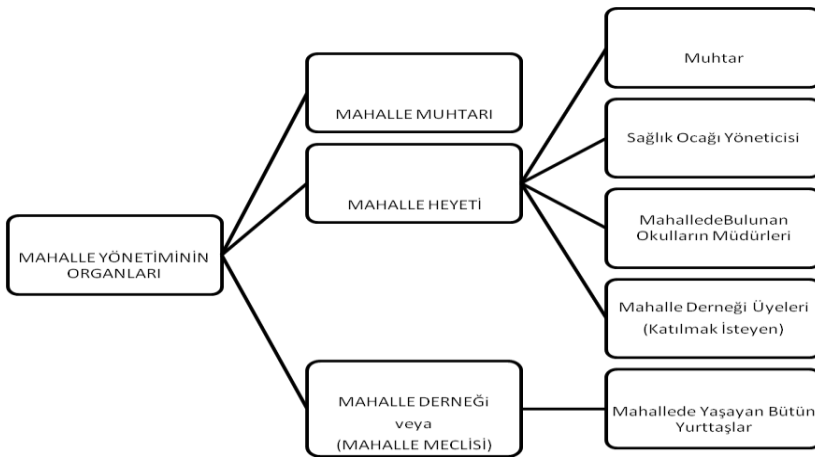 MAHALLE YÖNETİMİNİN
ORGANLARI
MAHALLE MUHTARI
MAHALLE HEYETİ
Muhtar
Sağlık Ocağı Yöneticisi
MahalledeBulunan
Okulların Müdürleri
Mahalle Derneği Üyeleri
(Katılmak İsteyen)
MAHALLE DERNEĞi
veya
(MAHALLE MECLİSİ)
Mahallede Yaşayan Bütün
Yurttaşlar